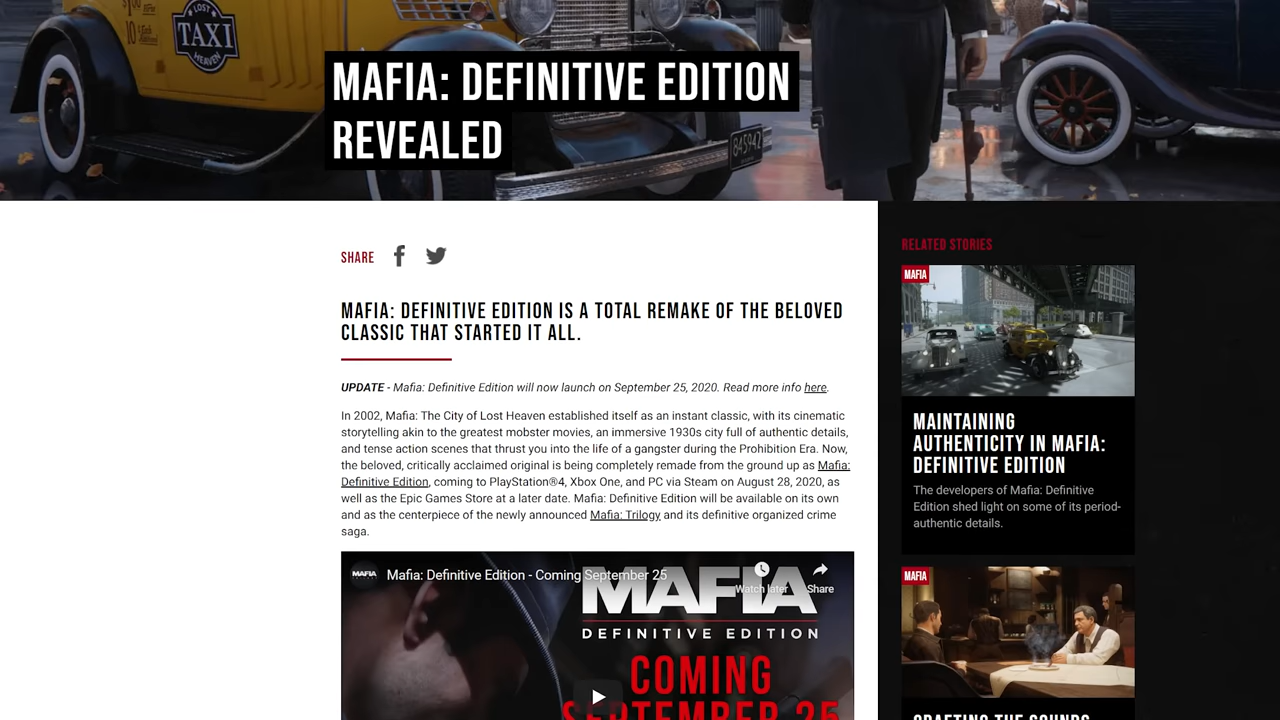 LOST
TAXI
HEAVEN
MAFIA: DEFINITIVE EDITION
REVEALED
845942
SHARE
MAFIA: DEFINITIVE EDITION IS A TOTAL REMAKE OF THE BELOVED
CLASSIC THAT STARTED IT ALL.
UPDATE - Mafia: Definitive Edition will now launch on September 25, 2020. Read more info here.
In 2002, Mafia: The City of Lost Heaven established itself as an instant classic, with its cinematic
storytelling akin to the greatest mobster movies, an immersive 1930s city full of authentic details,
and tense action scenes that thrust you into the life of a gangster during the Prohibition Era. Now,
the beloved, critically acclaimed original is being completely remade from the ground up as Mafia:
Definitive Edition, coming to PlayStation®4, Xbox One, and PC via Steam on August 28, 2020, as
well as the Epic Games Store at a later date. Mafia: Definitive Edition will be available on its own
and as the centerpiece of the newly announced Mafia: Trilogy and its definitive organized crime
saga.
MAFIA
Mafia: Definitive Edition - Coming September 25
Watch later
Share
MAFIA
DEFINITIVE EDITION
COMING
SEPTEMBER 25
RELATED STORIES
MAFIA
MAINTAINING
AUTHENTICITY IN MAFIA:
DEFINITIVE EDITION
The developers of Mafia: Definitive
Edition shed light on some of its period-
authentic details.
MAFIA
CRAFTING THE SOUNDS